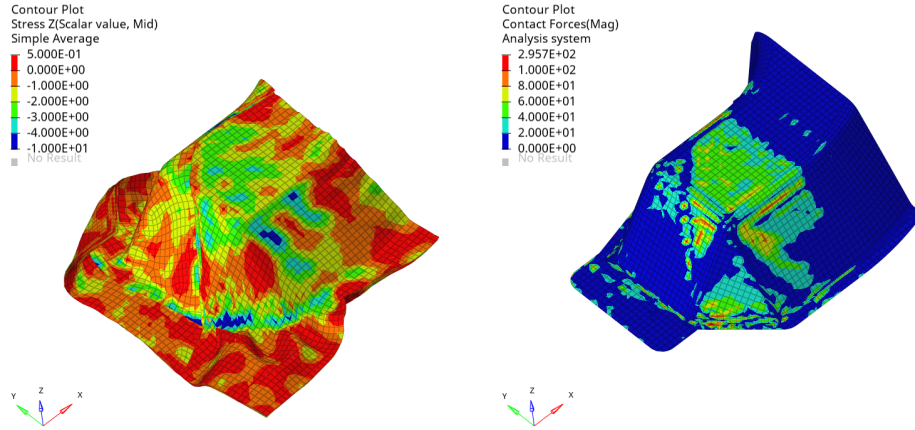 Contour Plot
Stress Z(Scalar value, Mid)
Simple Average
5.000E-01
0.000E+00
-1.000E+00
-2.000E+00
-3.000E+00
-4.000E+00
-1.000E+01
No Result
Z
Y
X
Contour Plot
Contact Forces(Mag)
Analysis system
2.957E+02
1.000E+02
8.000E+01
6.000E+01
4.000E+01
2.000E+01
0.000E+00
No Result
Z
Y
X